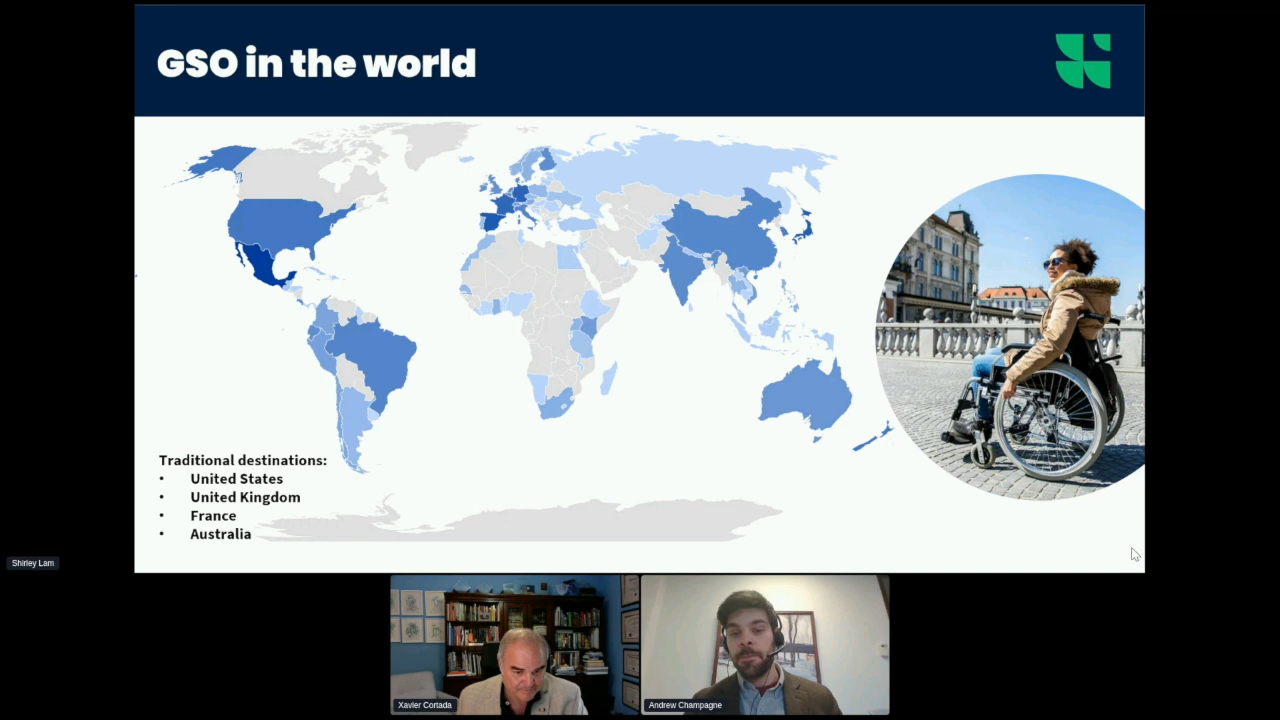 GSO in the world
Traditional destinations:
• United States
• United Kingdom
• France
• Australia
Shirley Lam
Xavier Cortada
Andrew Champagne